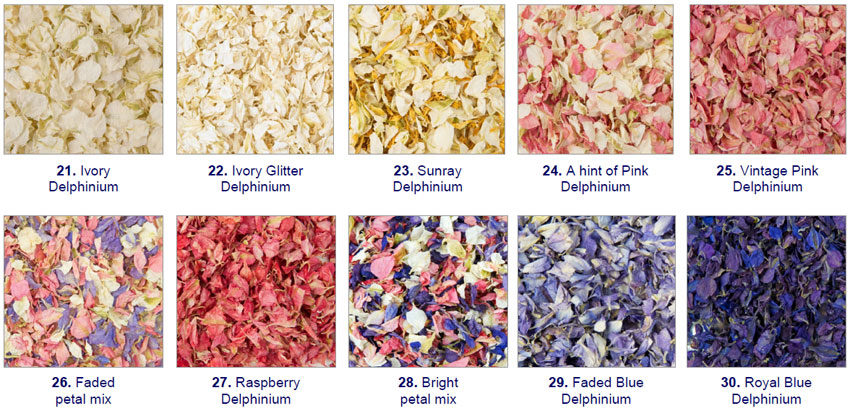 21. Ivory
Delphinium
22. Ivory Glitter
Delphinium
23. Sunray
Delphinium
24. A hint of Pink
Delphinium
25. Vintage Pink
Delphinium
26. Faded
petal mix
27. Raspberry
Delphinium
28. Bright
petal mix
29. Faded Blue
Delphinium
30. Royal Blue
Delphinium